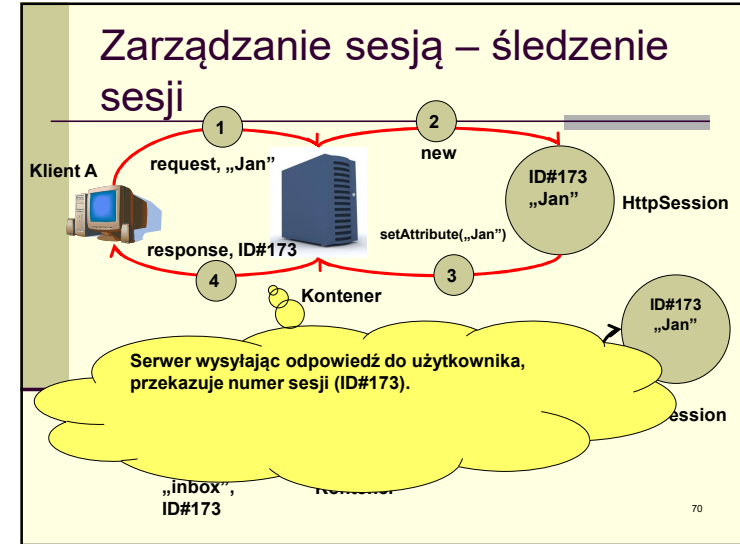 Zarządzanie sesją – śledzenie
sesji
1
2
Klient A
request, „Jan”
new
ID#173
„Jan”
HttpSession
setAttribute(„Jan”)
response, ID#173
4
3
Kontener
ID#173
„Jan”
Serwer wysyłając odpowiedź do użytkownika,
przekazuje numer sesji (ID#173).
ession
„inbox”,
Kontener
ID#173
70